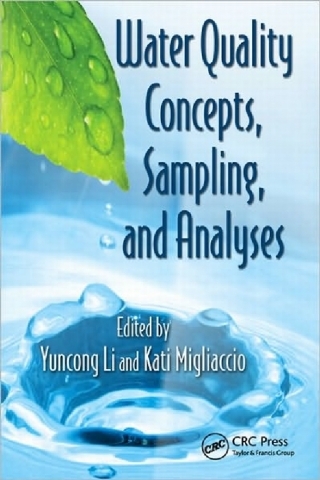 Water Quality
Concepts,
Sampling,
and Analyses
Edited by
Yuncong Li and Kati Migliaccio
CRC
CRC Press
Taylor & Francis Group